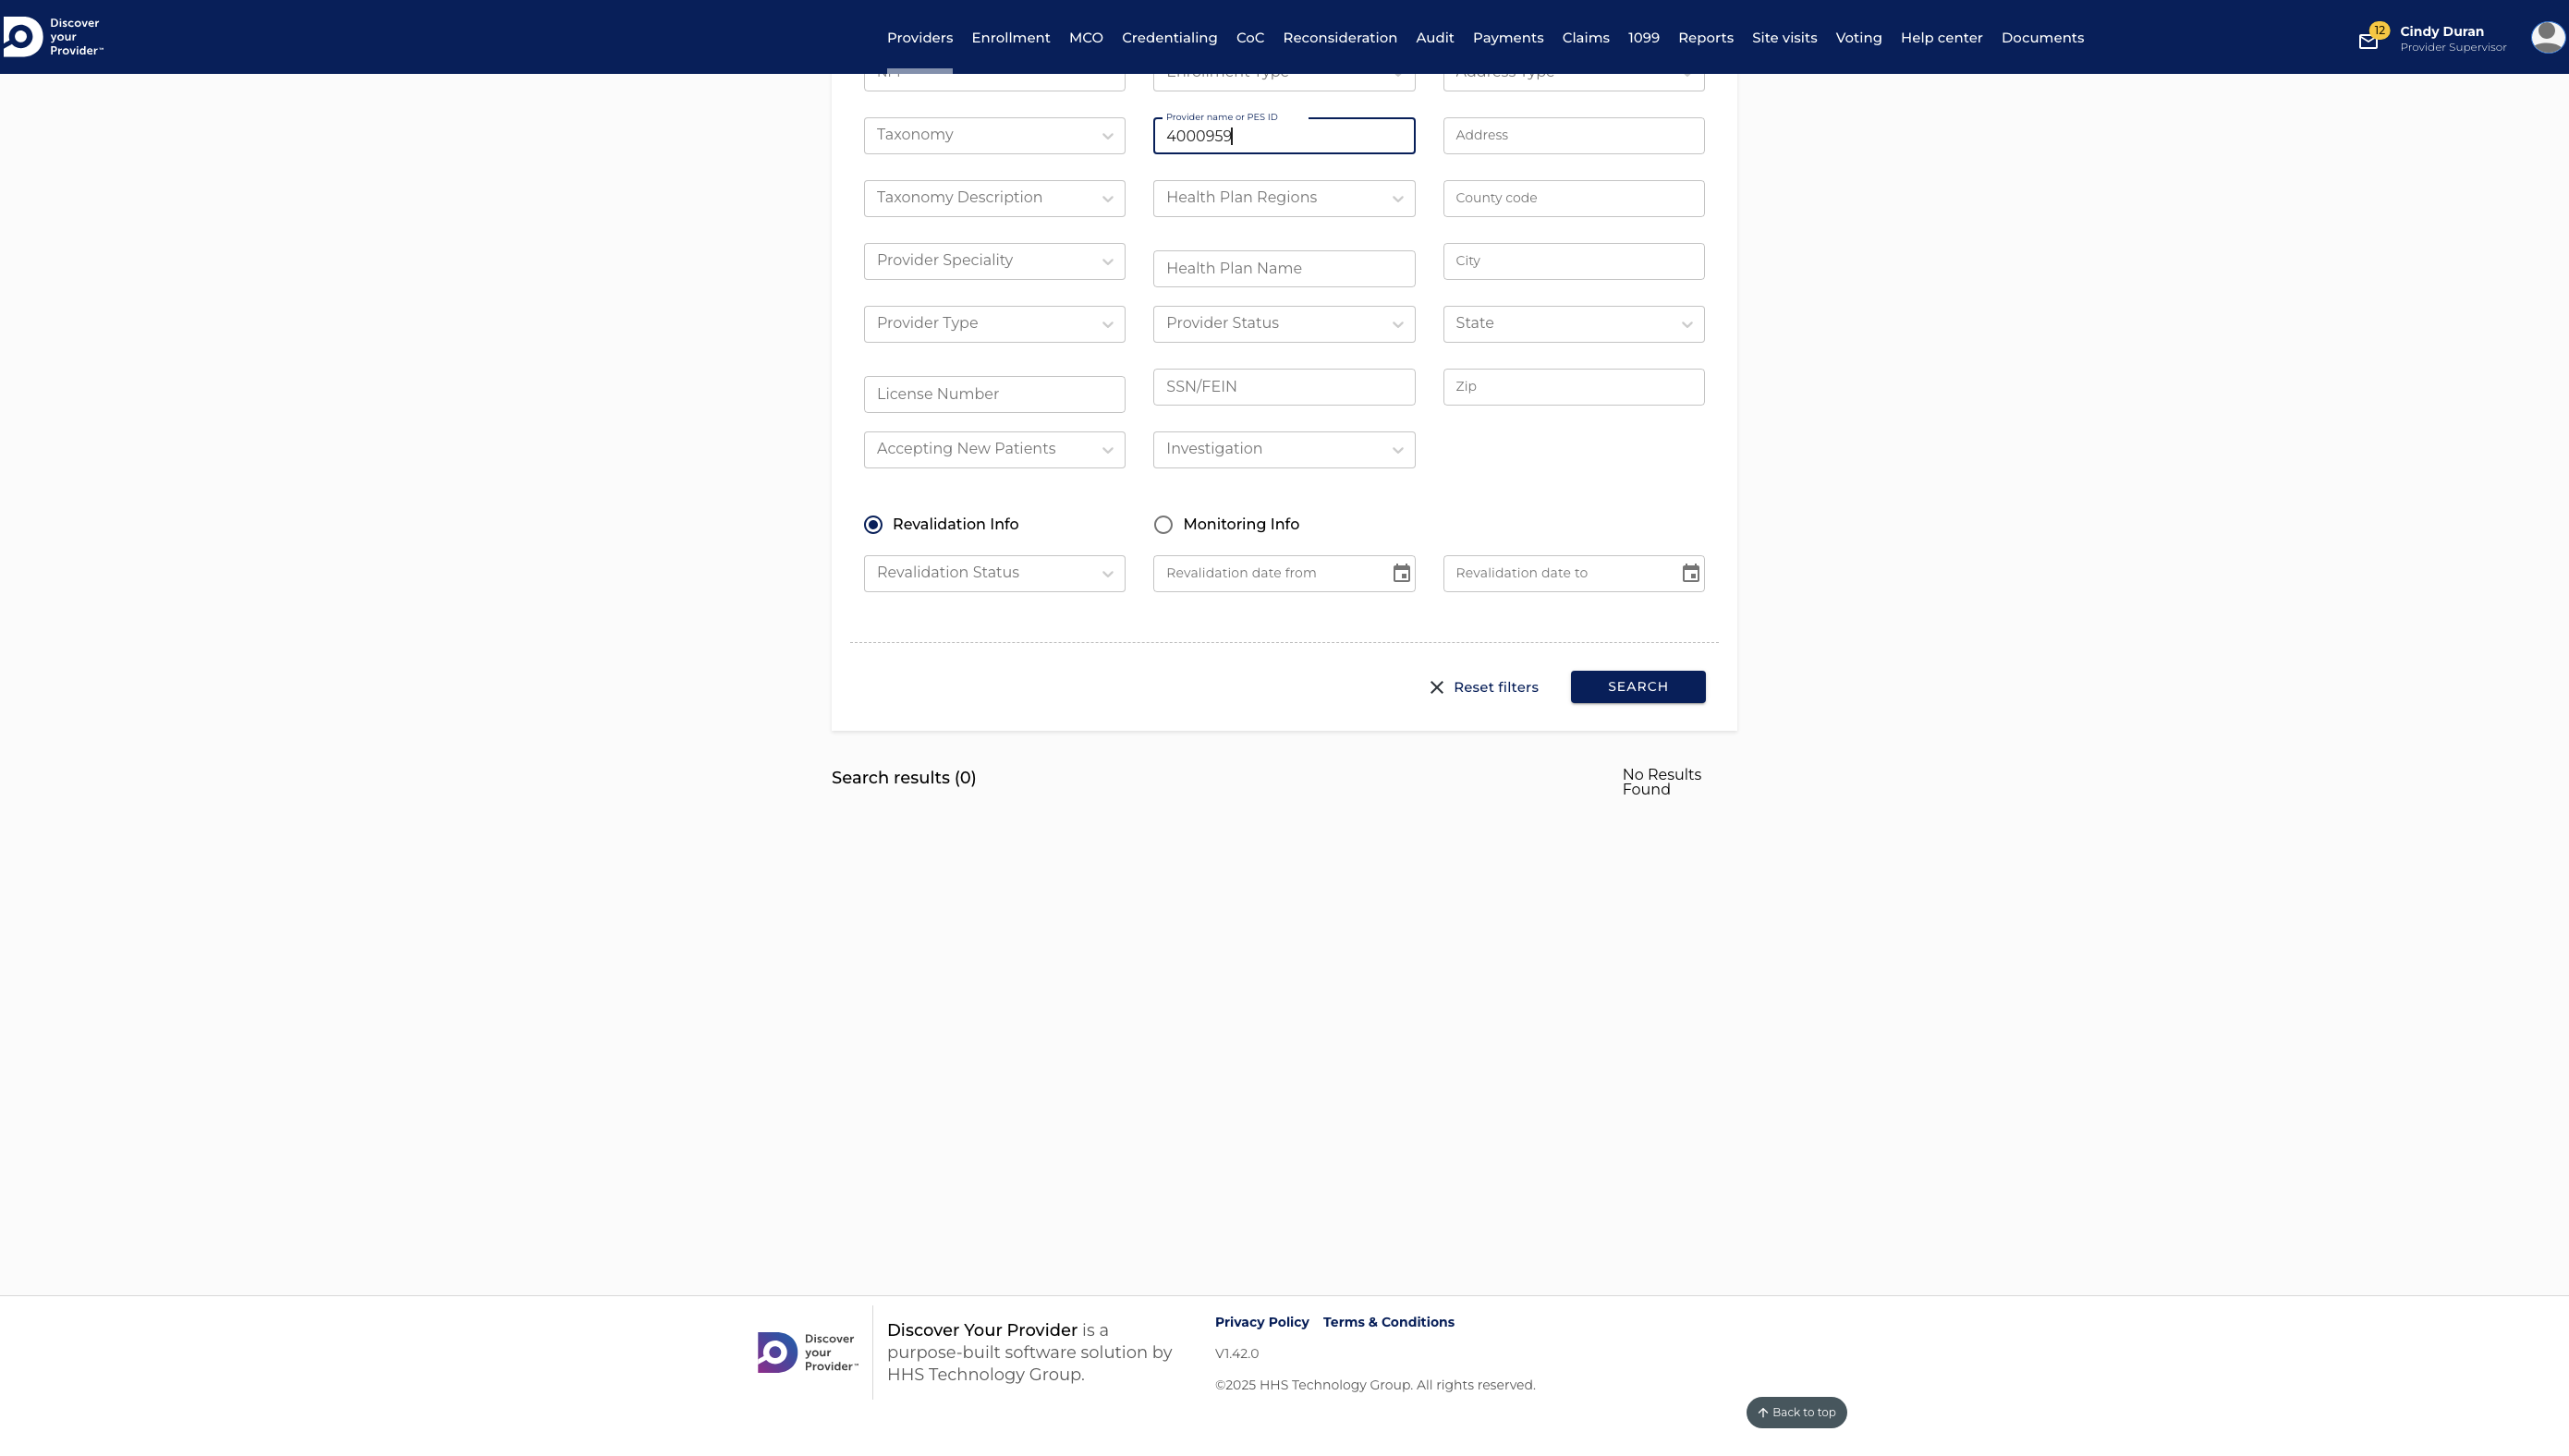 Discover
your
Provider™
Providers Enrollment MCO Credentialing CoC Reconsideration Audit Payments Claims 1099 Reports Site visits Voting Help center Documents
12
Cindy Duran
Provider Supervisor
Provider name or PES ID
Taxonomy
4000959
Address
Taxonomy Description
Health Plan Regions
County code
Provider Speciality
Health Plan Name
City
Provider Type
Provider Status
State
License Number
SSN/FEIN
Zip
Accepting New Patients
Investigation
Revalidation Info
Monitoring Info
Revalidation Status
Revalidation date from
Revalidation date to
Reset filters
SEARCH
Search results (0)
No Results
Found
Discover
your
Provider™
Discover Your Provider is a
purpose-built software solution by
HHS Technology Group.
Privacy Policy Terms & Conditions
V1.42.0
©2025 HHS Technology Group. All rights reserved.
Back to top